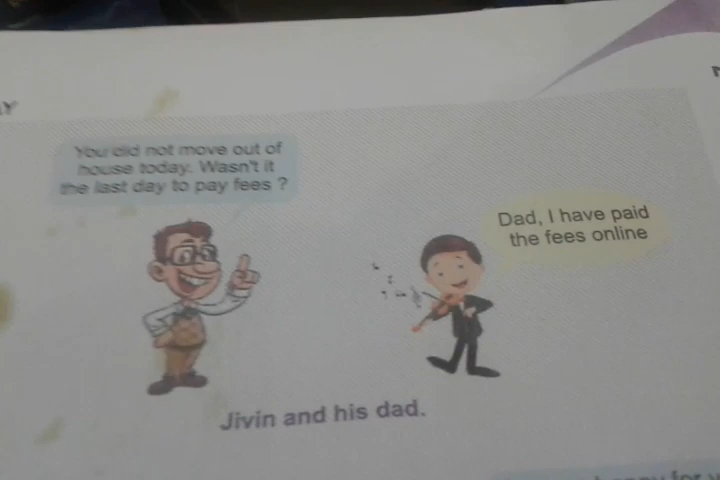 You did not move out of
house today. Wasn't it
the last day to pay fees ?
Dad, I have paid
the fees online
Jivin and his dad.